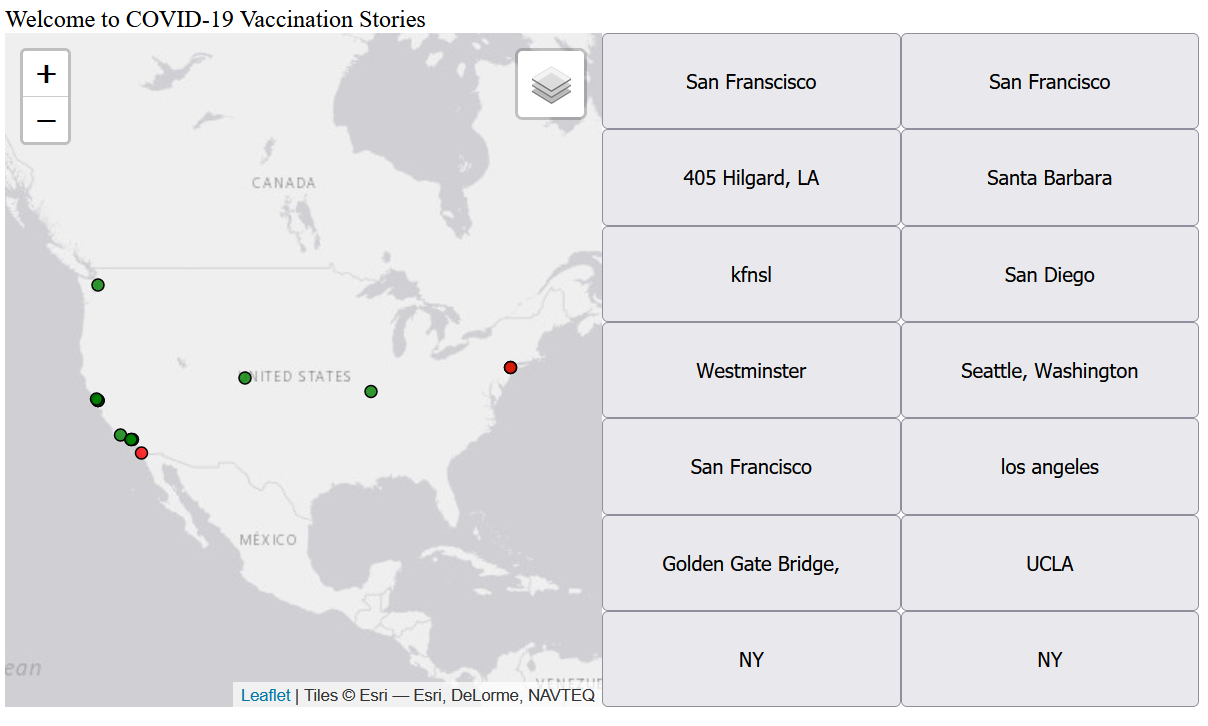 Welcome to COVID-19 Vaccination Stories
+
−
CANADA
UNITED STATES
MÉXICO
ean
VENEZUE
Leaflet | Tiles © Esri — Esri, DeLorme, NAVTEQ
San Franscisco
San Francisco
405 Hilgard, LA
Santa Barbara
kfnsl
San Diego
Westminster
Seattle, Washington
San Francisco
los angeles
Golden Gate Bridge,
UCLA
NY
NY